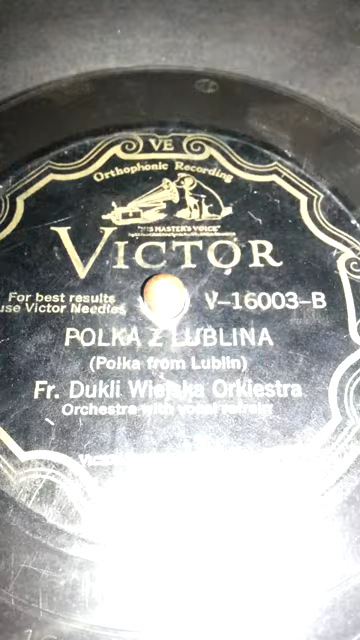 VE
Orthophonic Recording
"HIS MASTER'S VOICE"
VICTOR
For best results
use Victor Needles
V-16003-B
POLKA Z LUBLINA
(Polka from Lublin)
Fr. Dukli Wiejska Orkiestra
Orchestra with vocal refrain